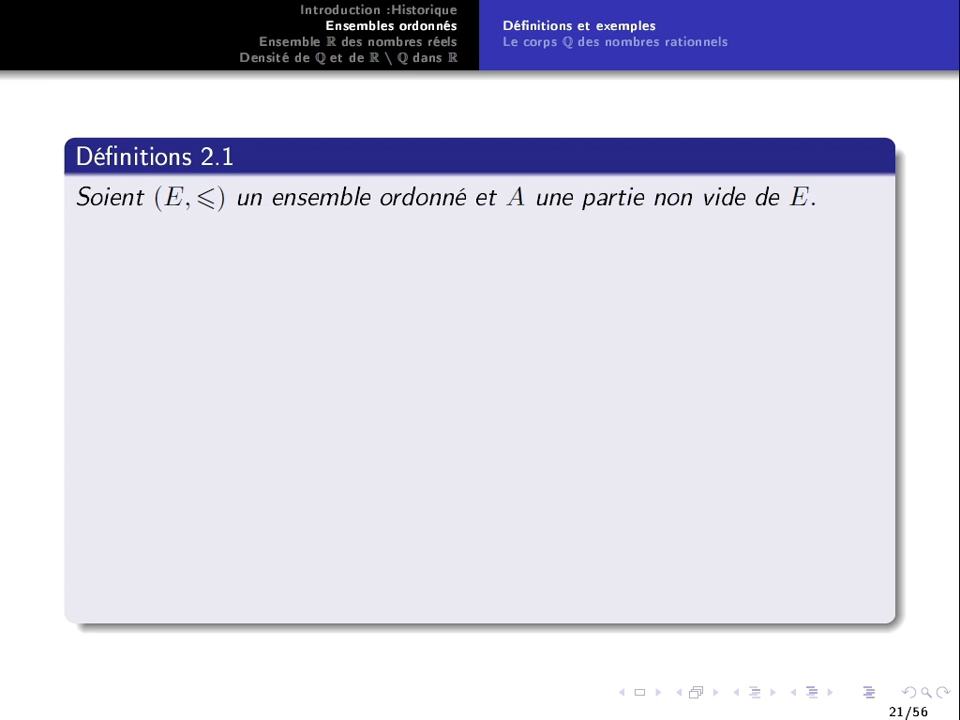 Introduction :Historique
Ensembles ordonnés
Ensemble ℝ des nombres réels
Densité de ℚ et de ℝ \ ℚ dans ℝ
Définitions et exemples
Le corps ℚ des nombres rationnels
Définitions 2.1
Soient (E, ⩽) un ensemble ordonné et A une partie non vide de E.
21/56